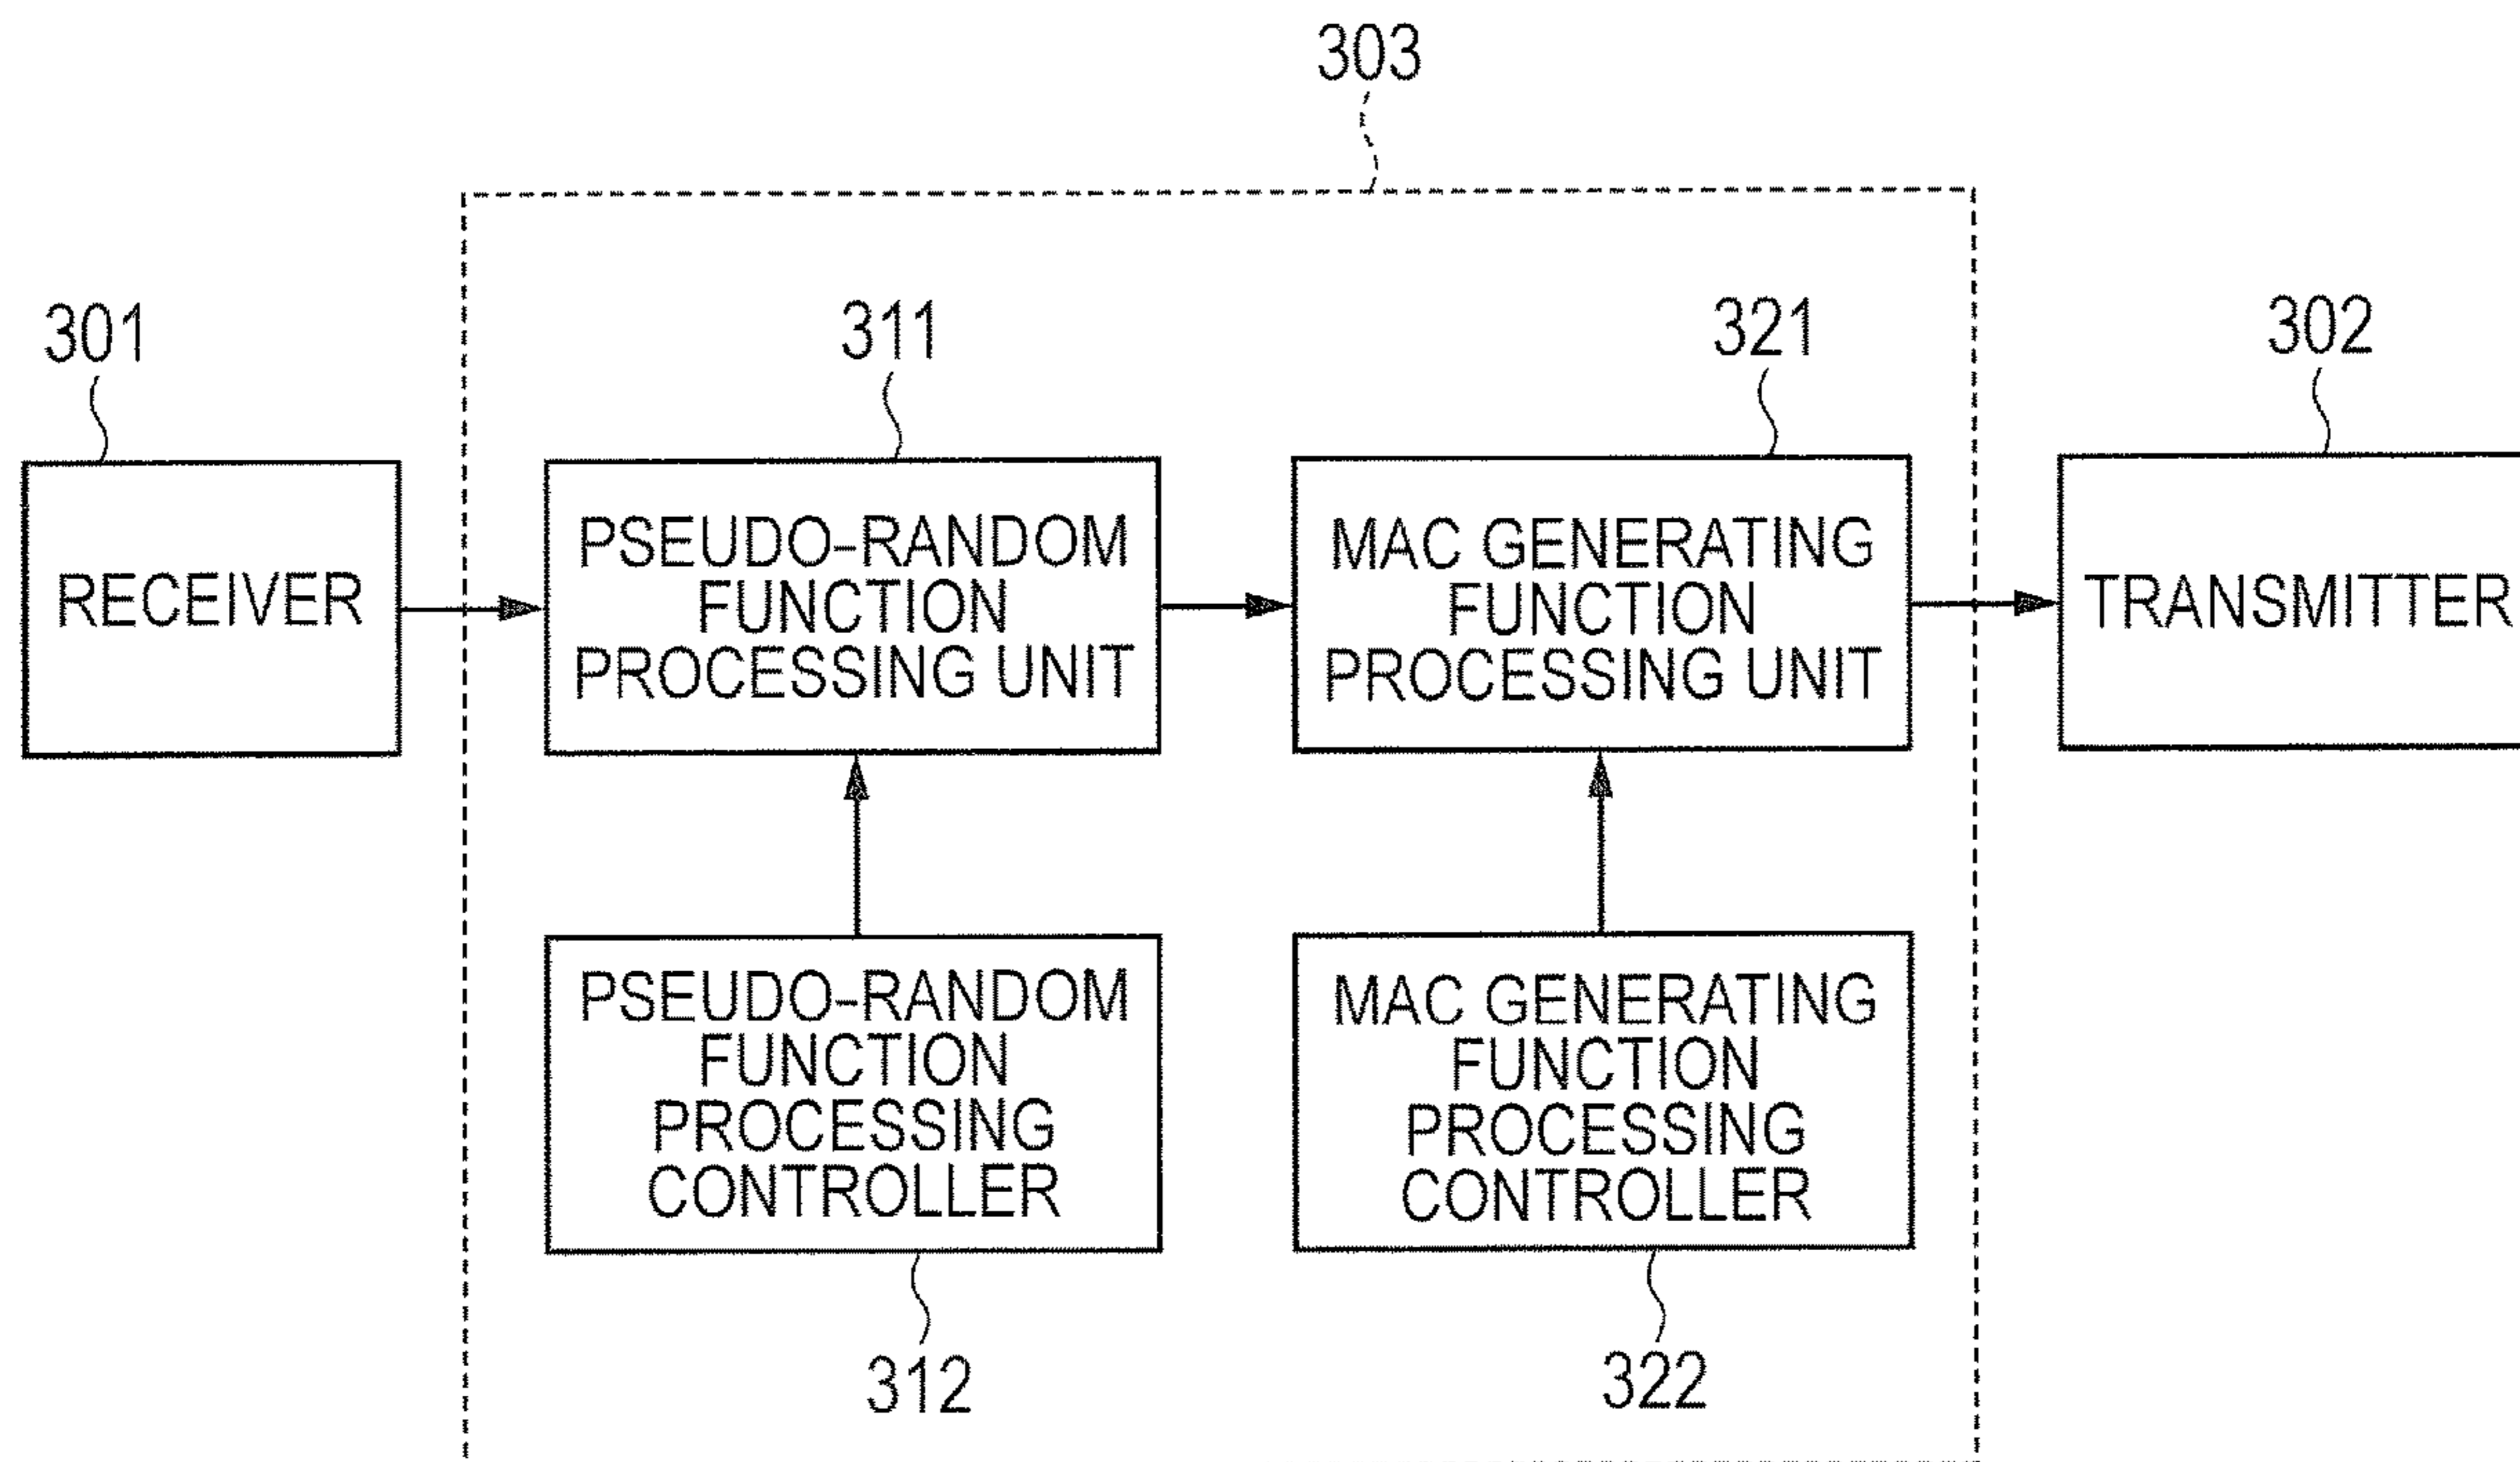 303
301
311
321
302
RECEIVER
PSEUDO-RANDOM
FUNCTION
PROCESSING UNIT
MAC GENERATING
FUNCTION
PROCESSING UNIT
TRANSMITTER
PSEUDO-RANDOM
FUNCTION
PROCESSING
CONTROLLER
MAC GENERATING
FUNCTION
PROCESSING
CONTROLLER
312
322